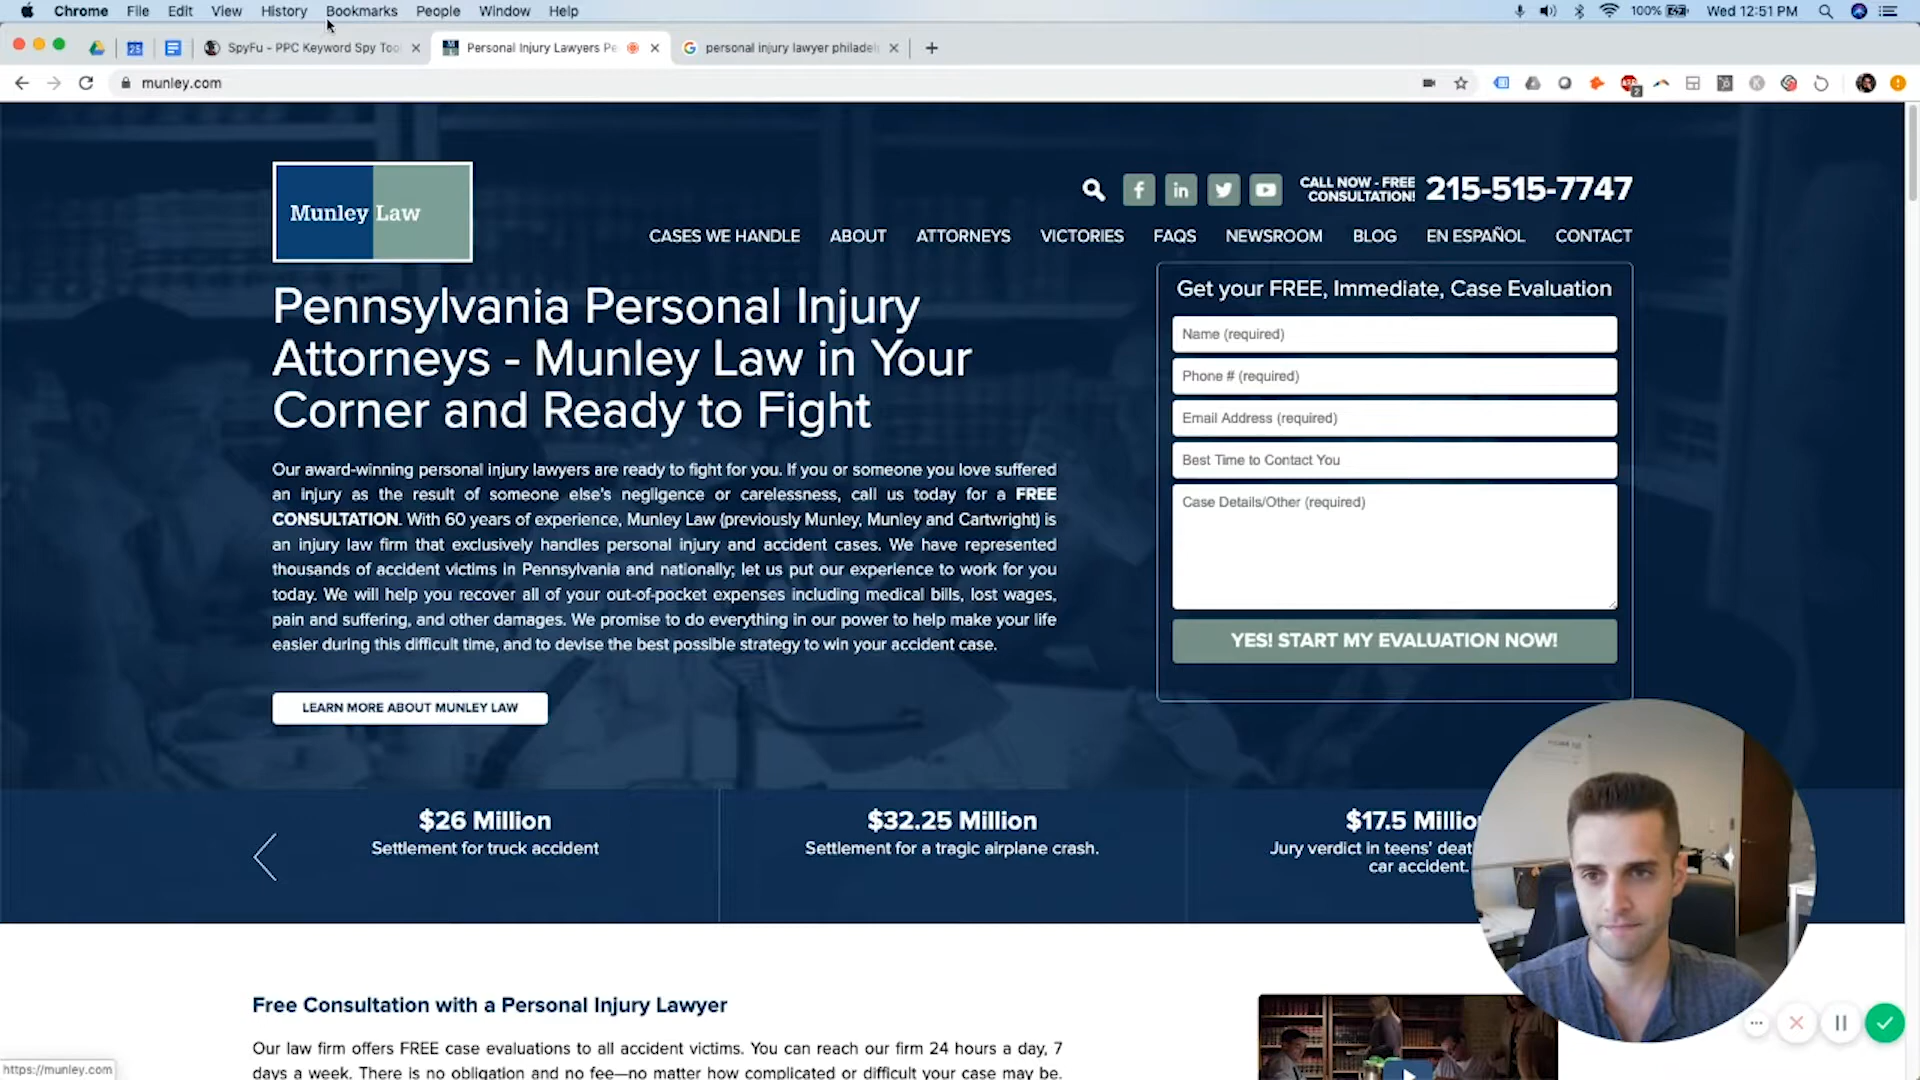 Chrome File Edit View History Bookmarks People Window Help 100% Wed 12:51 PM
SpyFu - PPC Keyword Spy Too Personal Injury Lawyers Pe personal injury lawyer philadel
munley.com
Munley Law
CALL NOW - FREE
CONSULTATION! 215-515-7747
CASES WE HANDLE ABOUT ATTORNEYS VICTORIES FAQS NEWSROOM BLOG EN ESPAÑOL CONTACT
Pennsylvania Personal Injury
Attorneys - Munley Law in Your
Corner and Ready to Fight
Our award-winning personal injury lawyers are ready to fight for you. If you or someone you love suffered
an injury as the result of someone else's negligence or carelessness, call us today for a FREE
CONSULTATION. With 60 years of experience, Munley Law (previously Munley, Munley and Cartwright) is
an injury law firm that exclusively handles personal injury and accident cases. We have represented
thousands of accident victims in Pennsylvania and nationally; let us put our experience to work for you
today. We will help you recover all of your out-of-pocket expenses including medical bills, lost wages,
pain and suffering, and other damages. We promise to do everything in our power to help make your life
easier during this difficult time, and to devise the best possible strategy to win your accident case.
LEARN MORE ABOUT MUNLEY LAW
Get your FREE, Immediate, Case Evaluation
Name (required)
Phone # (required)
Email Address (required)
Best Time to Contact You
Case Details/Other (required)
YES! START MY EVALUATION NOW!
$26 Million
Settlement for truck accident
$32.25 Million
Settlement for a tragic airplane crash.
$17.5 Millio
Jury verdict in teens' deat
car accident.
Free Consultation with a Personal Injury Lawyer
Our law firm offers FREE case evaluations to all accident victims. You can reach our firm 24 hours a day, 7
days a week. There is no obligation and no fee—no matter how complicated or difficult your case may be.
https://munley.com